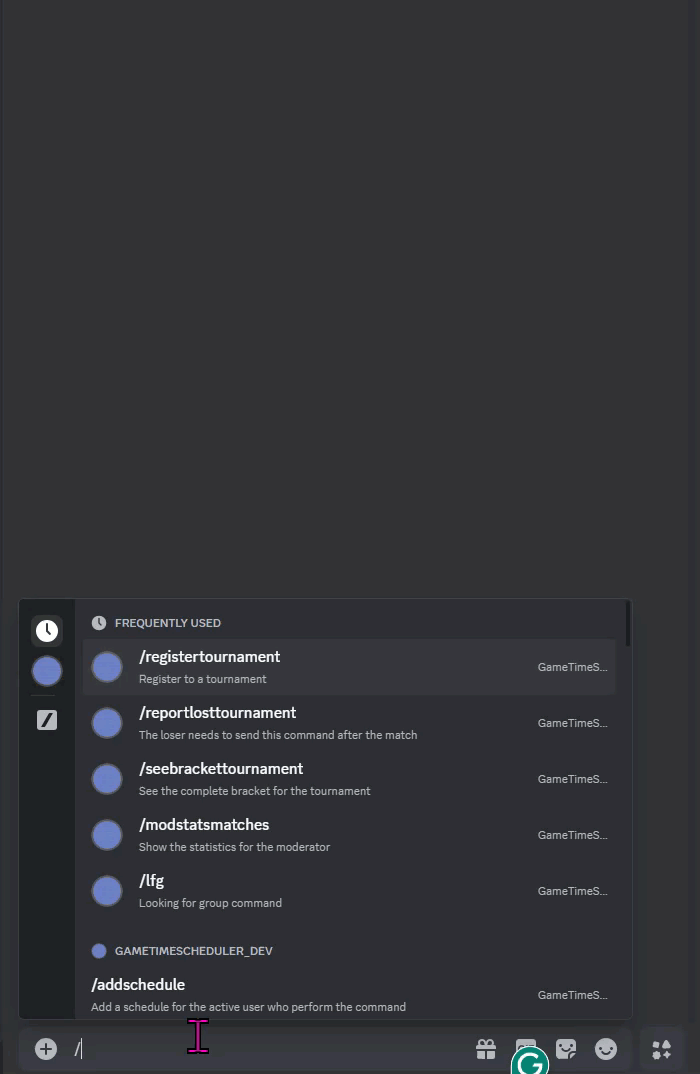 FREQUENTLY USED
/registertournament
Register to a tournament
GameTimeS...
/reportlosttournament
The loser needs to send this command after the match
GameTimeS...
/seebrackettournament
See the complete bracket for the tournament
GameTimeS...
/modstatsmatches
Show the statistics for the moderator
GameTimeS...
/lfg
Looking for group command
GameTimeS...
GAMETIMESCHEDULER_DEV
/addschedule
Add a schedule for the active user who perform the command
GameTimeS...
/
G